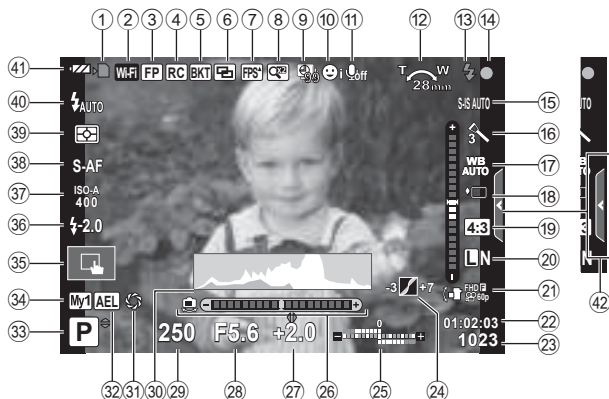 ① ② ③ ④ ⑤ ⑥ ⑦ ⑧ ⑨ ⑩ ⑪ ⑫ ⑬ ⑭
㊶ Wi-Fi FP RC BKT FPS 99 i off T W 28mm
㊵ AUTO S-IS AUTO ⑮
㊴ 3 ⑯
㊳ S-AF WB AUTO ⑰
㊲ ISO-A 400 ⑱
㊱ -2.0 4:3 ⑲
㉟ L N ⑳
㉞ My1 AEL -3 +7 FHD F 60p ㉑ ㊷
㉝ P 01:02:03 ㉒
250 F5.6 +2.0 0 1023 ㉓
㉜ ㉛ ㉚ ㉙ ㉘ ㉗ ㉖ ㉕ ㉔